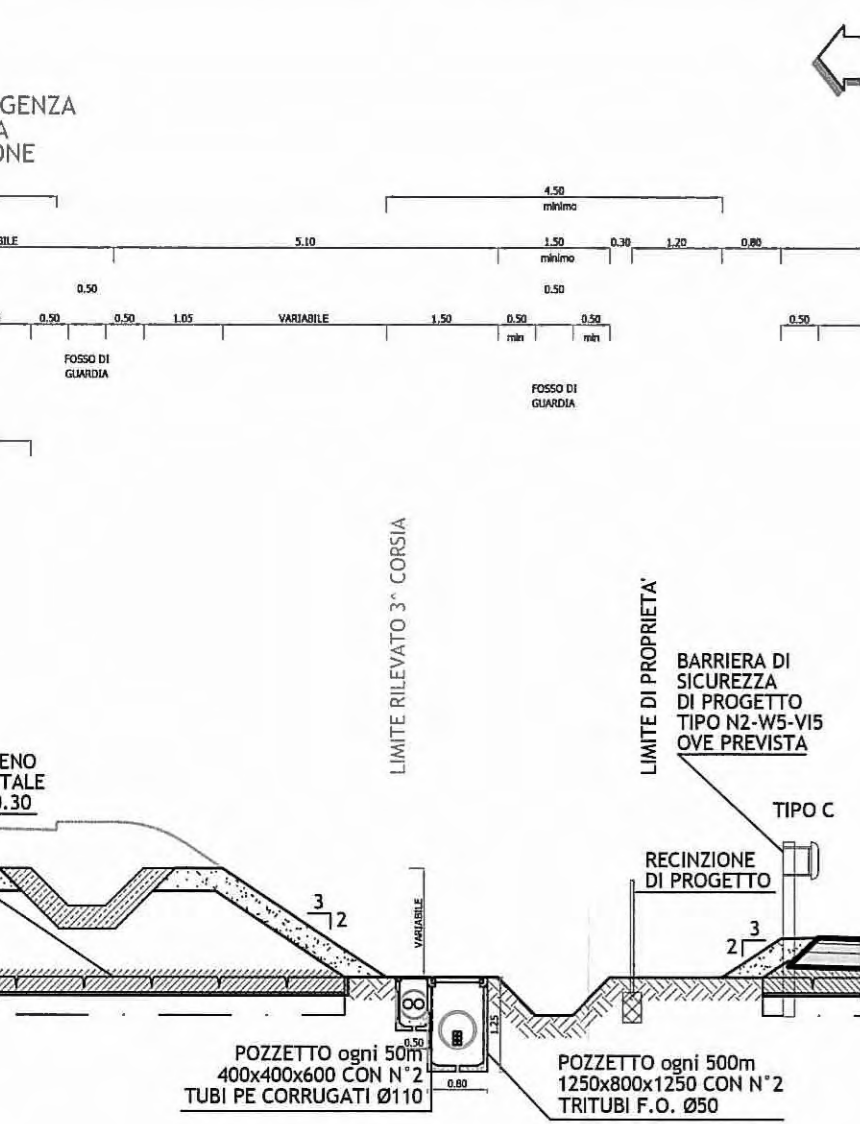 GENZA
A
ONE
4.50
minimo
BILE
5.10
1.50
0.30
1.20
0.80
minimo
0.50
0.50
0.50
0.50
1.05
VARIABILE
1.50
0.50
0.50
0.50
min
min
FOSSO DI
GUARDIA
FOSSO DI
GUARDIA
LIMITE RILEVATO 3^ CORSIA
LIMITE DI PROPRIETA'
BARRIERA DI
SICUREZZA
DI PROGETTO
TIPO N2-W5-VI5
OVE PREVISTA
ENO
TALE
0.30
TIPO C
RECINZIONE
DI PROGETTO
3
2
VARIABILE
3
2
1.25
0.50
0.80
POZZETTO ogni 50m
400x400x600 CON N°2
TUBI PE CORRUGATI Ø110
POZZETTO ogni 500m
1250x800x1250 CON N°2
TRITUBI F.O. Ø50